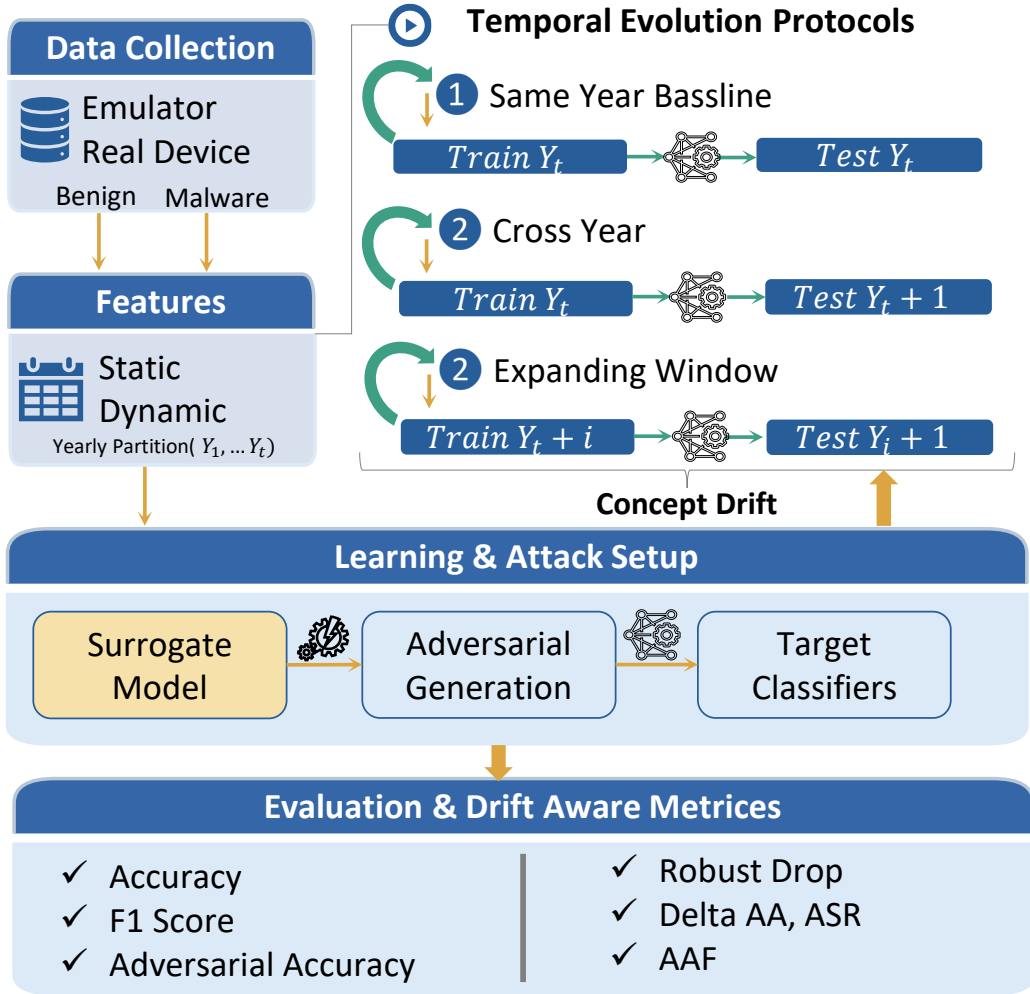 Data Collection
Emulator
Real Device
Benign Malware
Features
Static
Dynamic
Yearly Partition( Y₁, … Yₜ)
Temporal Evolution Protocols
1 Same Year Bassline
Train Yₜ
Test Yₜ
2 Cross Year
Train Yₜ
Test Yₜ + 1
2 Expanding Window
Train Yₜ + i
Test Yᵢ + 1
Concept Drift
Learning & Attack Setup
Surrogate
Model
Adversarial
Generation
Target
Classifiers
Evaluation & Drift Aware Metrices
✓ Accuracy
✓ F1 Score
✓ Adversarial Accuracy
✓ Robust Drop
✓ Delta AA, ASR
✓ AAF